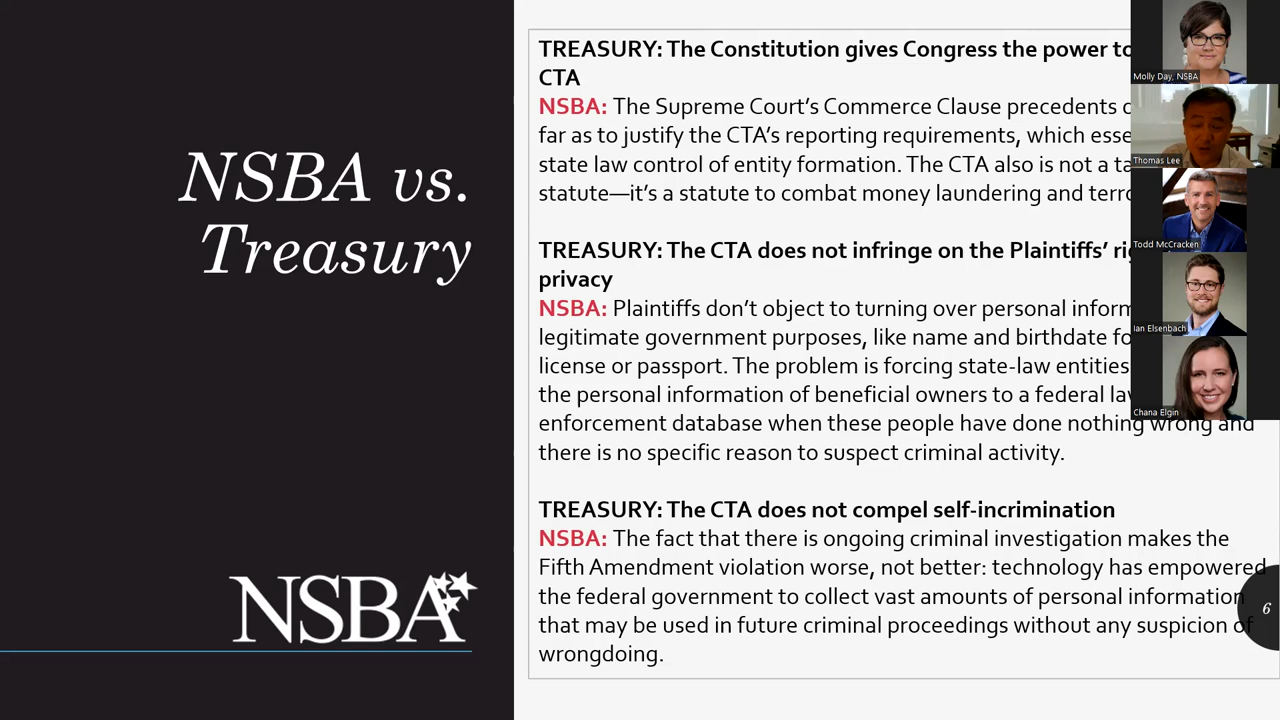 NSBA vs.
Treasury
NSBA
TREASURY: The Constitution gives Congress the power to
CTA
NSBA: The Supreme Court’s Commerce Clause precedents
far as to justify the CTA’s reporting requirements, which
state law control of entity formation. The CTA also is not a
statute—it’s a statute to combat money laundering and
TREASURY: The CTA does not infringe on the Plaintiffs’
privacy
NSBA: Plaintiffs don’t object to turning over personal
legitimate government purposes, like name and birthdate
license or passport. The problem is forcing state-law entities
the personal information of beneficial owners to a federal
enforcement database when these people have done nothing wrong and
there is no specific reason to suspect criminal activity.
TREASURY: The CTA does not compel self-incrimination
NSBA: The fact that there is ongoing criminal investigation makes the
Fifth Amendment violation worse, not better: technology has empowered
the federal government to collect vast amounts of personal information
that may be used in future criminal proceedings without any suspicion of
wrongdoing.
Molly Day, NSBA
Thomas Lee
Todd McCracken
Ian Elsenbach
Chana Elgin
6